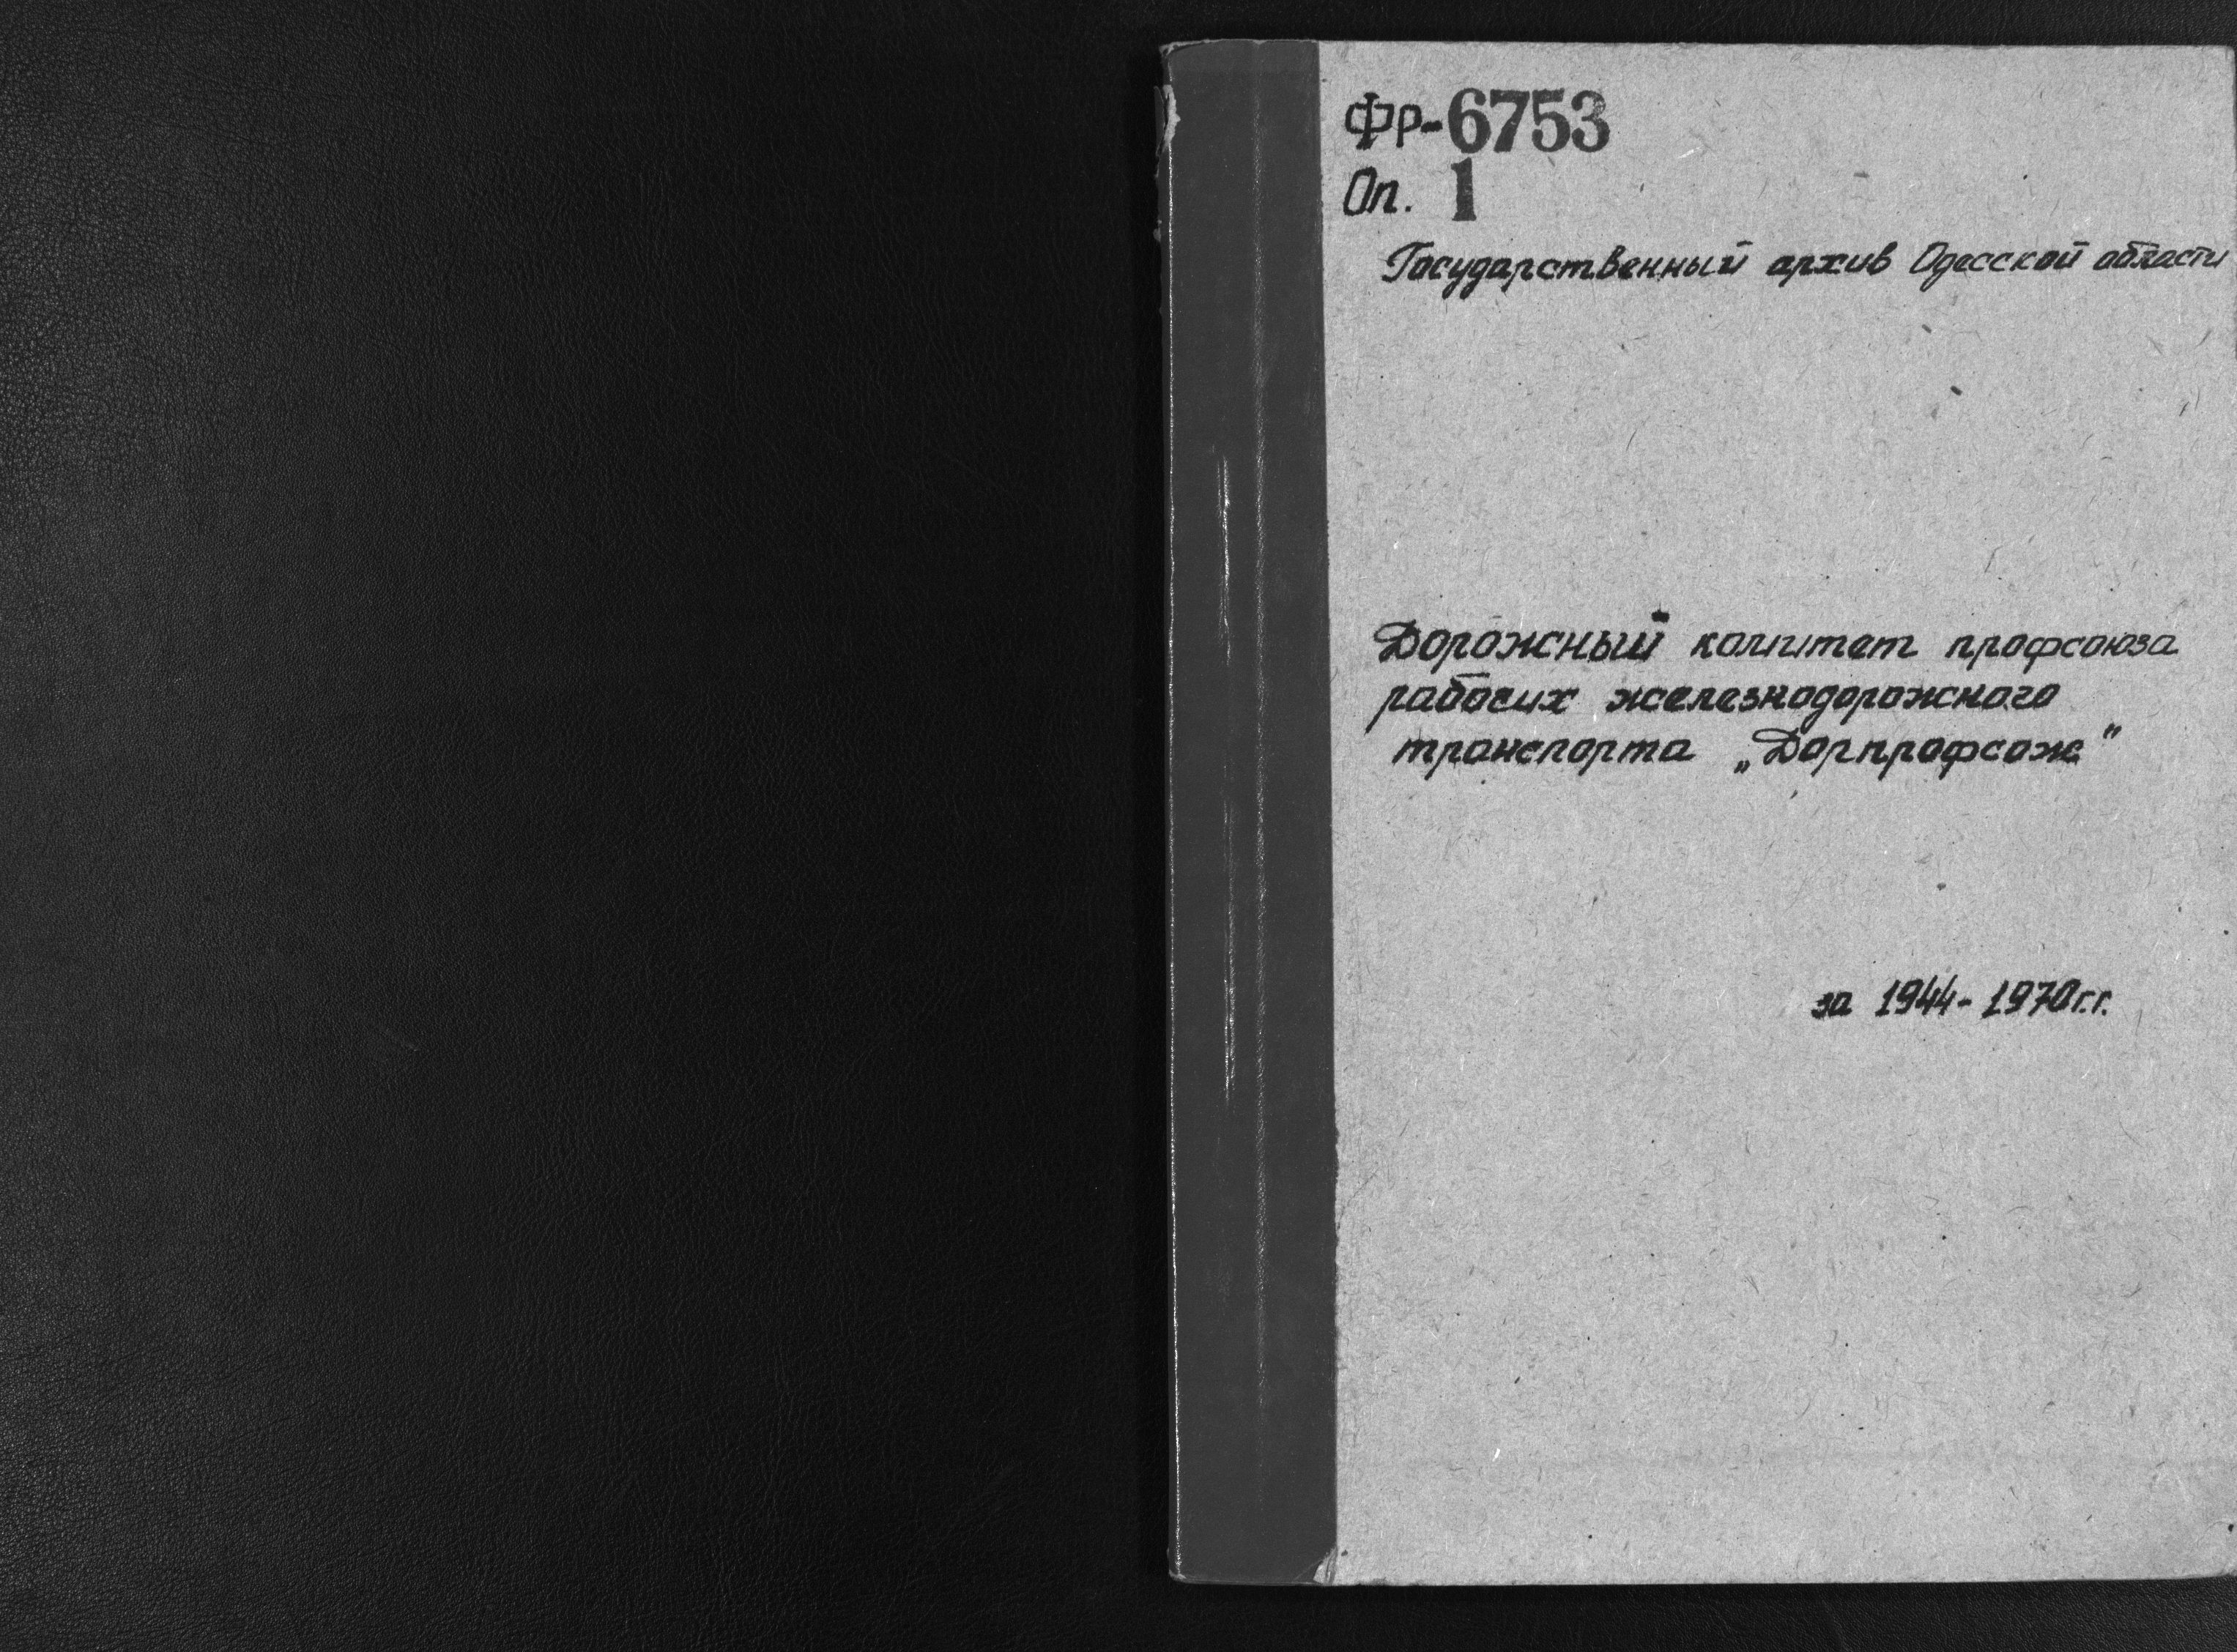 Фр-6753
Оп. 1
Государственный архив Одесской области
Дорожный комитет профсоюза
рабочих железнодорожного
транспорта „Дорпрофсож"
за 1944-1970г.г.